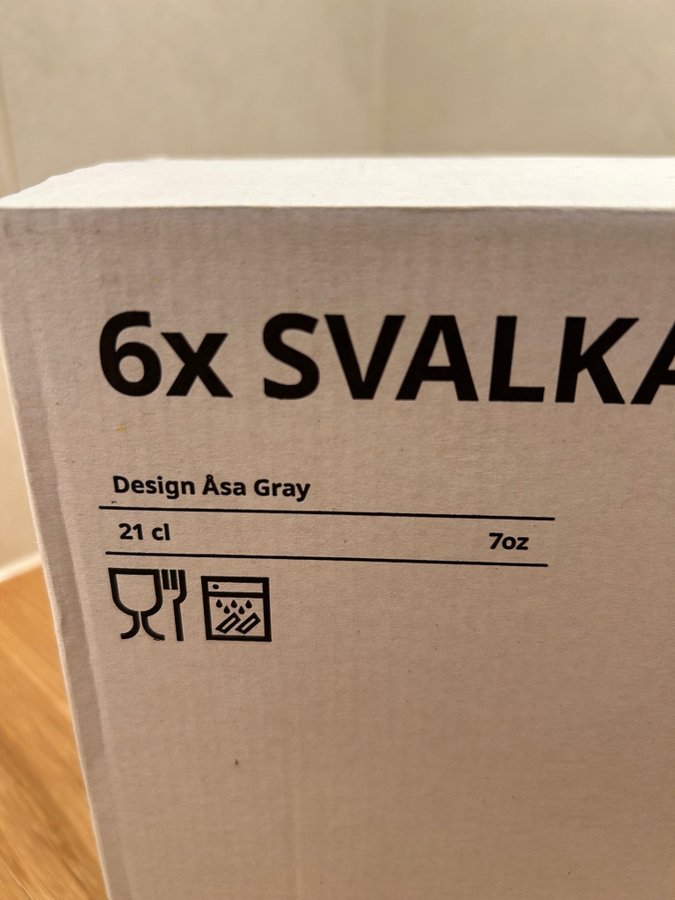 6x SVALKA
Design Åsa Gray
21 cl 7oz